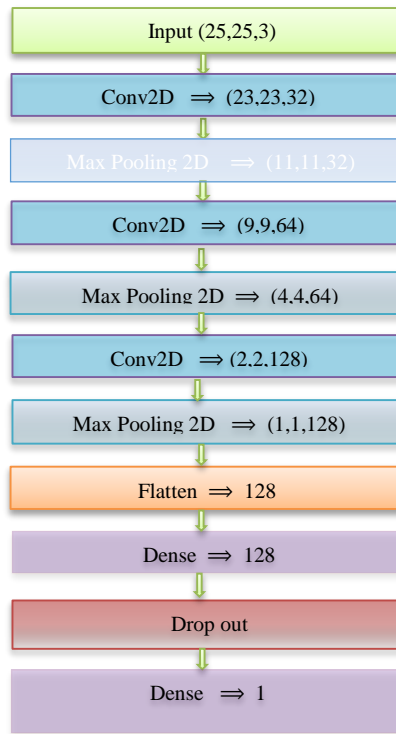 Input (25,25,3)
Conv2D ⇒ (23,23,32)
Max Pooling 2D ⇒ (11,11,32)
Conv2D ⇒ (9,9,64)
Max Pooling 2D ⇒ (4,4,64)
Conv2D ⇒ (2,2,128)
Max Pooling 2D ⇒ (1,1,128)
Flatten ⇒ 128
Dense ⇒ 128
Drop out
Dense ⇒ 1